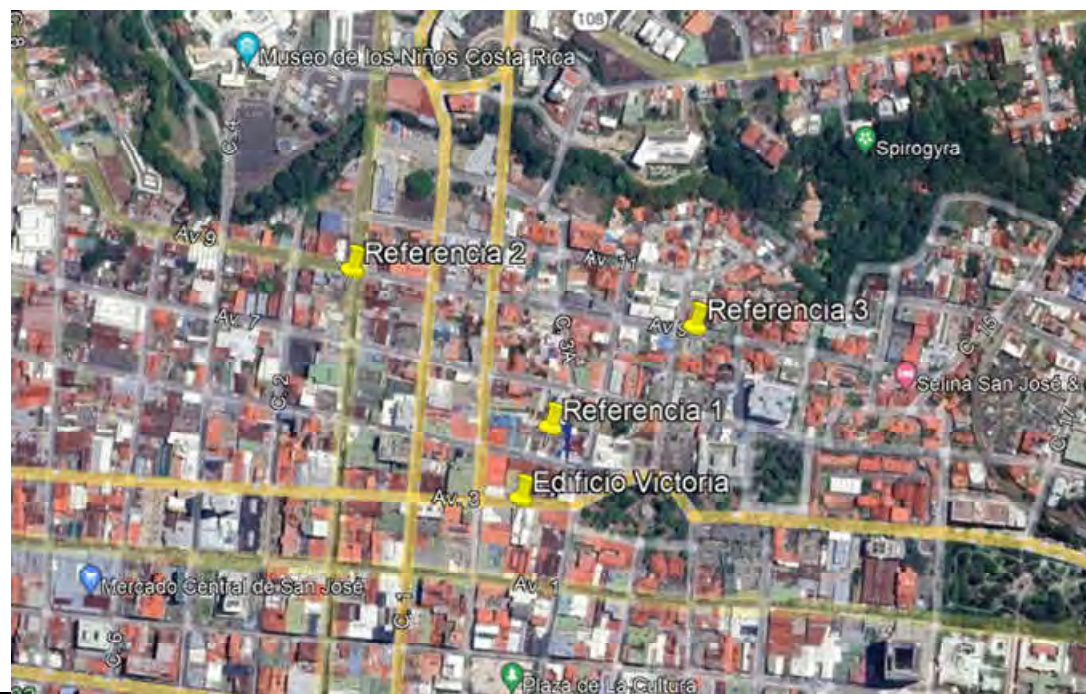 108
Museo de los Niños Costa Rica
C. 4
Spirogyra
Av 9
Referencia 2
Av. 11
Av. 7
C. 3A
Av 9
Referencia 3
C. 15
C. 2
Selina San José &
Referencia 1
C. 17
Edificio Victoria
Av. 3
Mercado Central de San José
Av. 1
C. 1
C. 6
Plaza de La Cultura